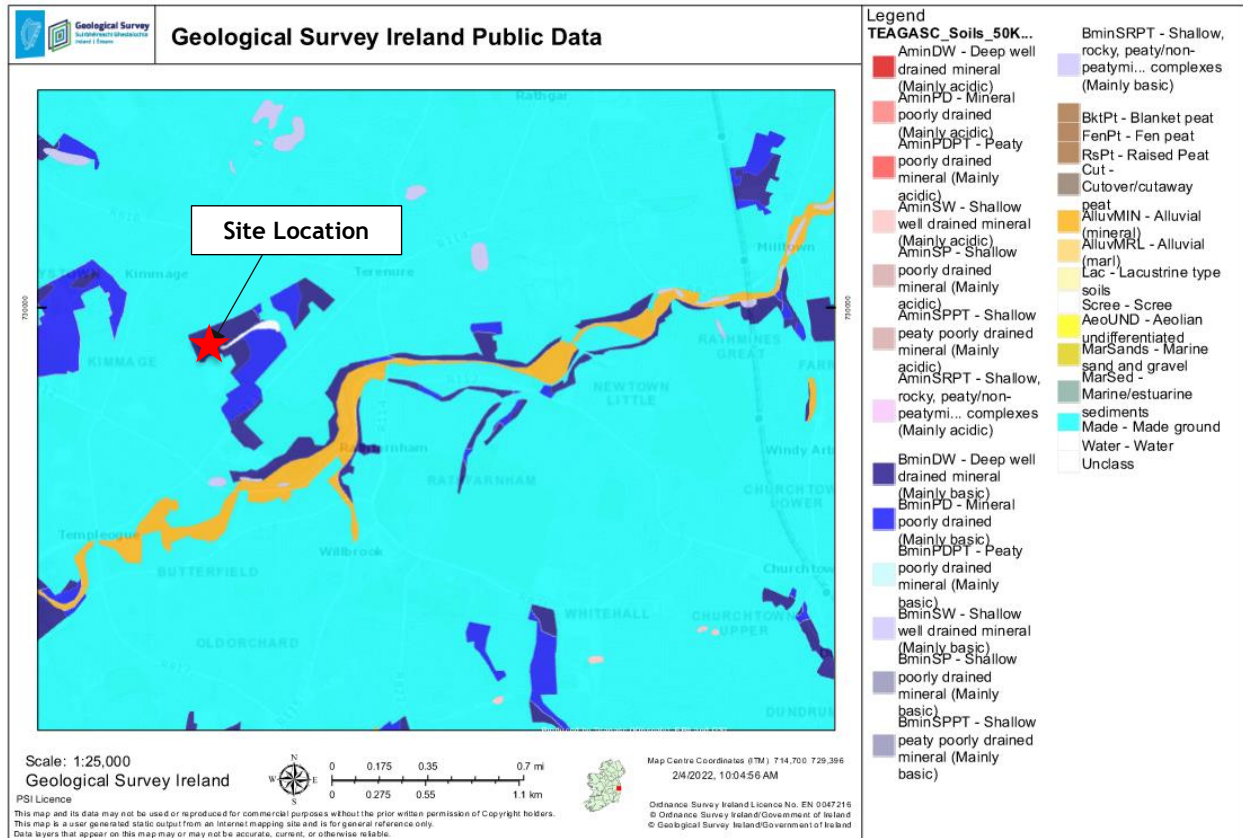 Geological Survey
Suirbhéireacht Gheolaíochta
Ireland | Éireann
Geological Survey Ireland Public Data
Rathgar
Site Location
Kimmage
Terenure
Milltown
730000
730000
KIMMAGE
RATHMINES
GREAT
NEWTOWN
LITTLE
Rathfarnham
RATHFARNHAM
Windy Arb
CHURCHTOW
LOWER
Templeogue
Willbrook
BUTTERFIELD
Churchtow
WHITEHALL
CHURCHTOW
UPPER
OLDORCHARD
DUNDRUM
Scale: 1:25,000
Geological Survey Ireland
PSI Licence
N
W
E
S
0 0.175 0.35 0.7 mi
0 0.275 0.55 1.1 km
Map Centre Coordinates (ITM) 714,700 729,396
2/4/2022, 10:04:56 AM
Ordnance Survey Ireland Licence No. EN 0047216
© Ordnance Survey Ireland/Government of Ireland
© Geological Survey Ireland/Government of Ireland
This map and its data may not be used or reproduced for commercial purposes without the prior written permission of Copyright holders.
This map is a user generated static output from an Internet mapping site and is for general reference only.
Data layers that appear on this map may or may not be accurate, current, or otherwise reliable.
Legend
TEAGASC_Soils_50K...
AminDW - Deep well
drained mineral
(Mainly acidic)
AminPD - Mineral
poorly drained
(Mainly acidic)
AminPDPT - Peaty
poorly drained
mineral (Mainly
acidic)
AminSW - Shallow
well drained mineral
(Mainly acidic)
AminSP - Shallow
poorly drained
mineral (Mainly
acidic)
AminSPPT - Shallow
peaty poorly drained
mineral (Mainly
acidic)
AminSRPT - Shallow,
rocky, peaty/non-
peatymi... complexes
(Mainly acidic)
BminDW - Deep well
drained mineral
(Mainly basic)
BminPD - Mineral
poorly drained
(Mainly basic)
BminPDPT - Peaty
poorly drained
mineral (Mainly
basic)
BminSW - Shallow
well drained mineral
(Mainly basic)
BminSP - Shallow
poorly drained
mineral (Mainly
basic)
BminSPPT - Shallow
peaty poorly drained
mineral (Mainly
basic)
BminSRPT - Shallow,
rocky, peaty/non-
peatymi... complexes
(Mainly basic)
BktPt - Blanket peat
FenPt - Fen peat
RsPt - Raised Peat
Cut -
Cutover/cutaway
peat
AlluvMIN - Alluvial
(mineral)
AlluvMRL - Alluvial
(marl)
Lac - Lacustrine type
soils
Scree - Scree
AeoUND - Aeolian
undifferentiated
MarSands - Marine
sand and gravel
MarSed -
Marine/estuarine
sediments
Made - Made ground
Water - Water
Unclass